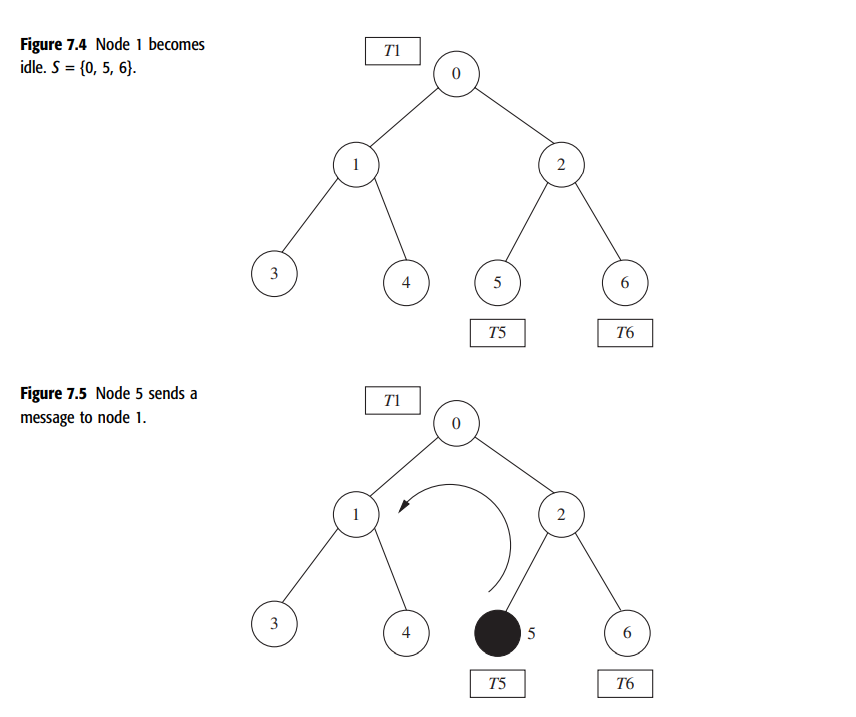 Figure 7.4 Node 1 becomes
idle. S = {0, 5, 6}.
T1
0
1
2
3
4
5
6
T5
T6
Figure 7.5 Node 5 sends a
message to node 1.
T1
0
1
2
3
4
5
6
T5
T6